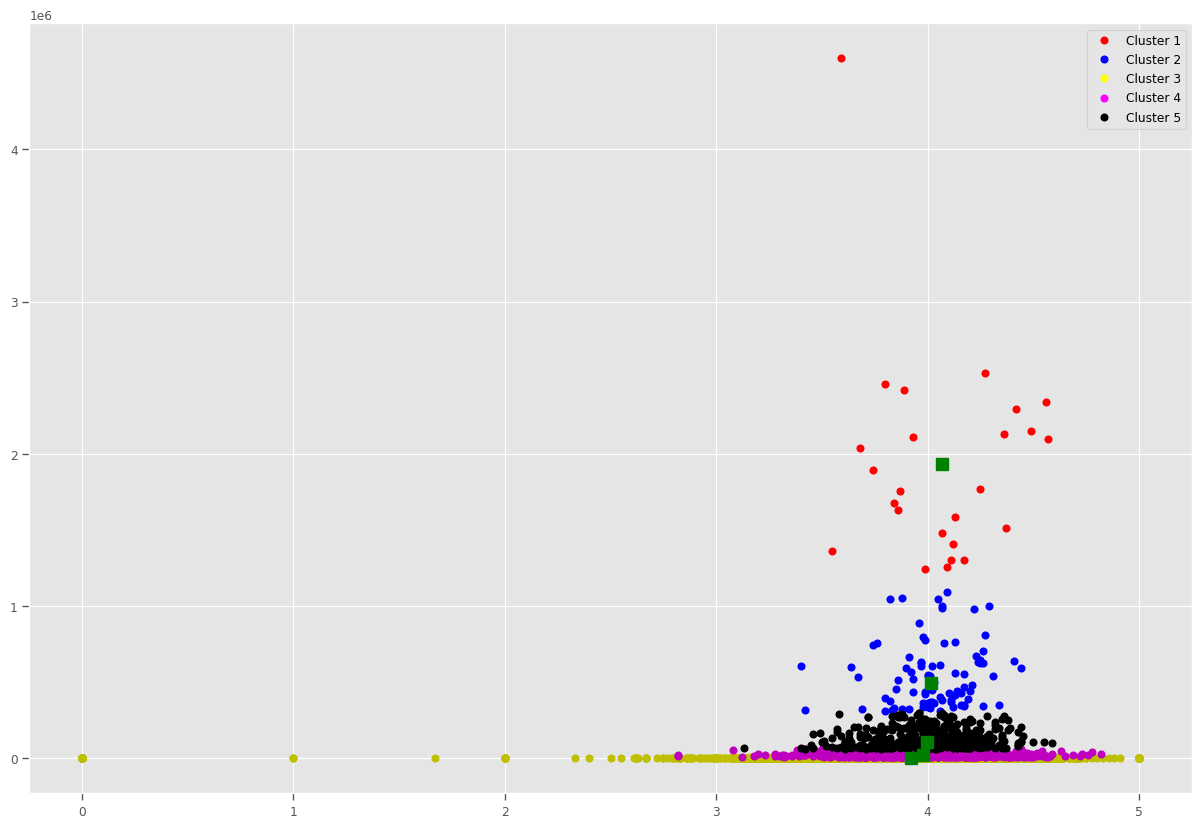 1e6
Cluster 1
Cluster 2
Cluster 3
Cluster 4
Cluster 5
4
3
2
1
0
0 1 2 3 4 5